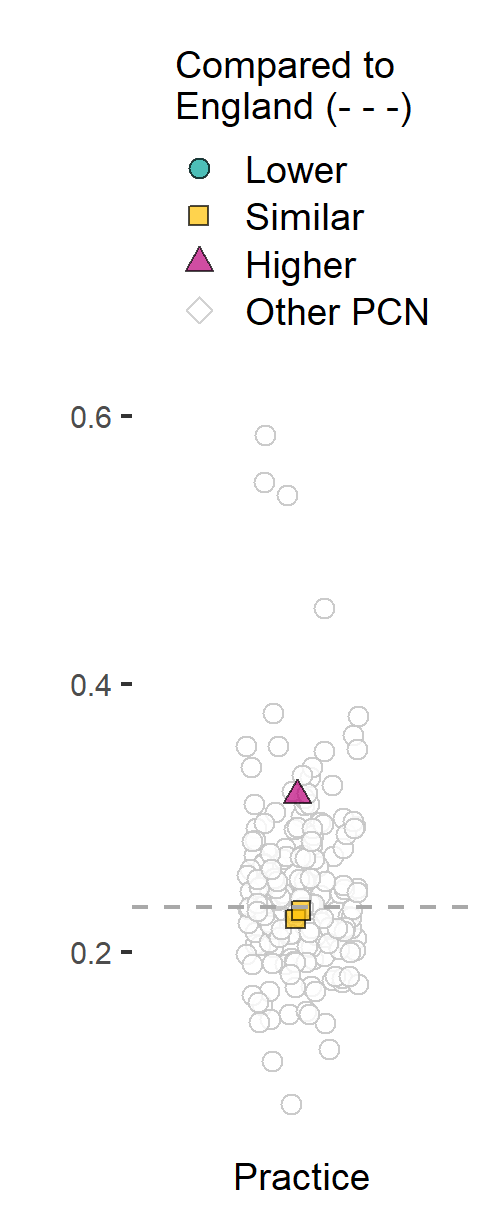 Compared to
England (- - -)
Lower
Similar
Higher
Other PCN
0.6
0.4
0.2
Practice